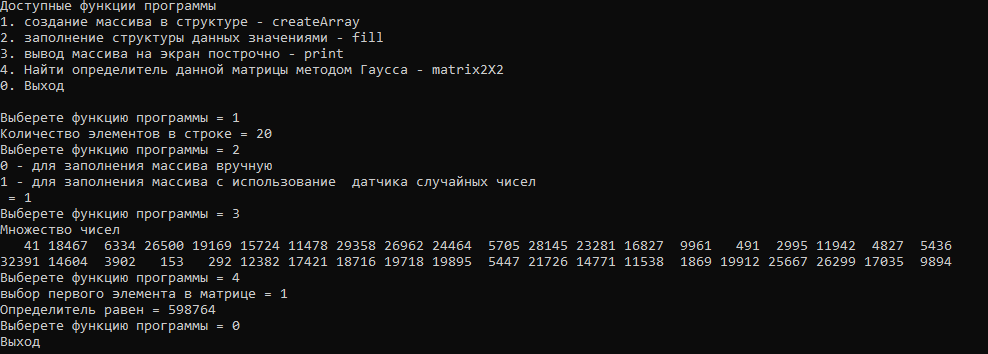 Доступные функции программы
1. создание массива в структуре - createArray
2. заполнение структуры данных значениями - fill
3. вывод массива на экран построчно - print
4. Найти определитель данной матрицы методом Гаусса - matrix2X2
0. Выход
Выберете функцию программы = 1
Количество элементов в строке = 20
Выберете функцию программы = 2
0 - для заполнения массива вручную
1 - для заполнения массива с использование  датчика случайных чисел
 = 1
Выберете функцию программы = 3
Множество чисел
   41 18467  6334 26500 19169 15724 11478 29358 26962 24464  5705 28145 23281 16827  9961   491  2995 11942  4827  5436
32391 14604  3902   153   292 12382 17421 18716 19718 19895  5447 21726 14771 11538  1869 19912 25667 26299 17035  9894
Выберете функцию программы = 4
выбор первого элемента в матрице = 1
Определитель равен = 598764
Выберете функцию программы = 0
Выход